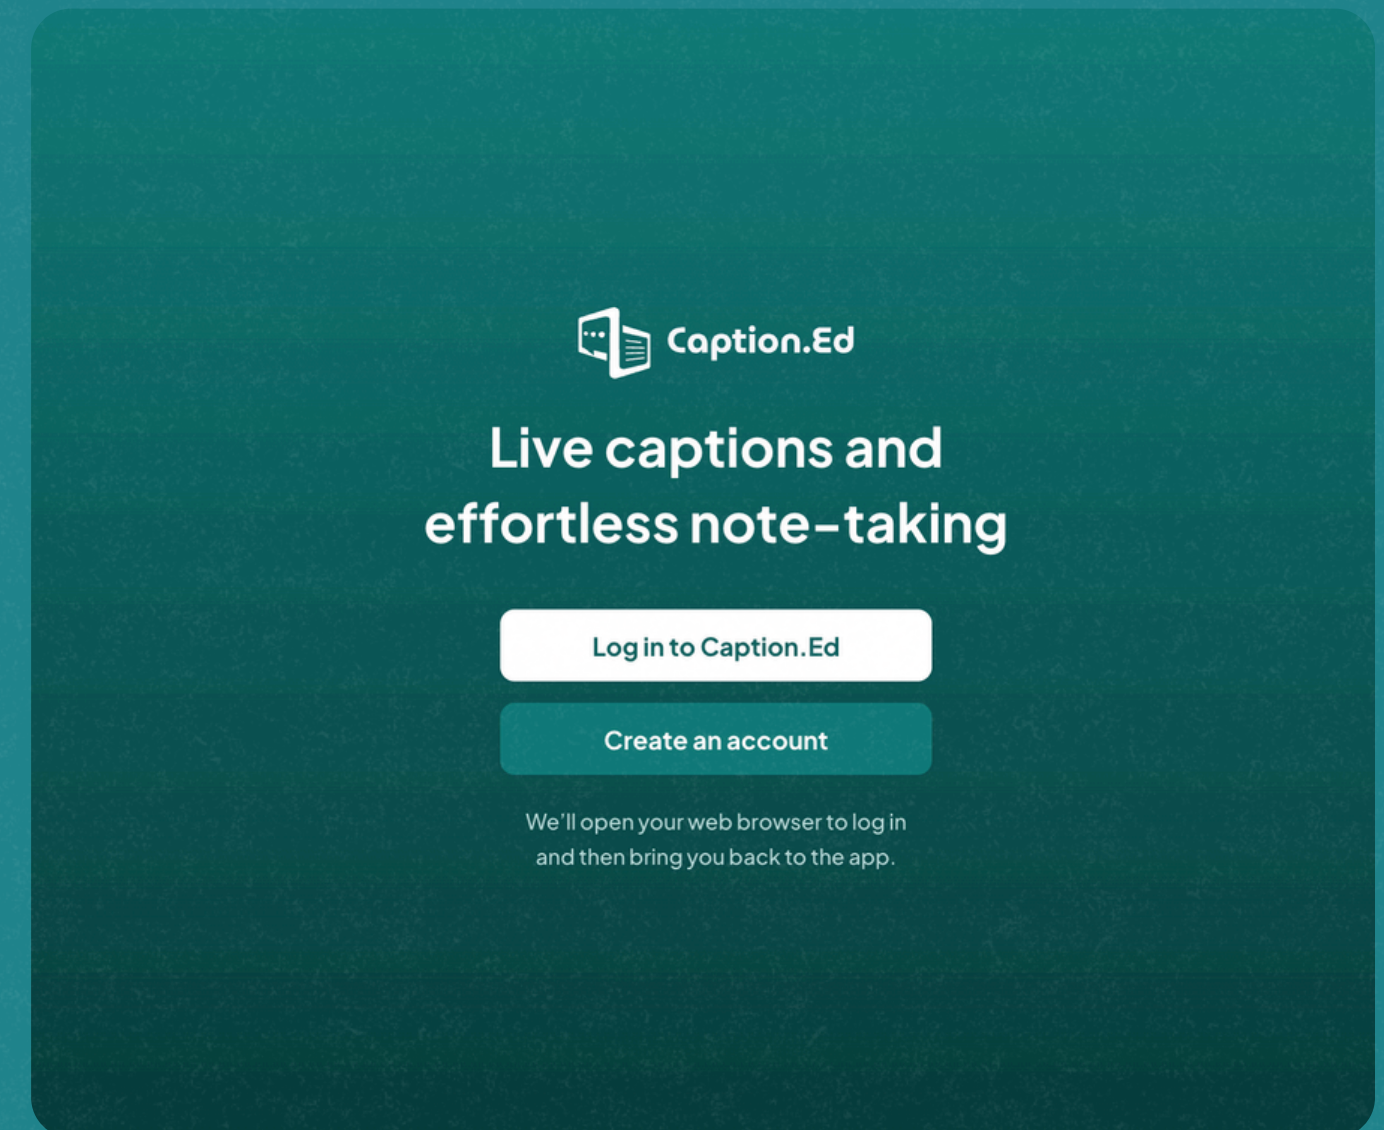 Caption.Ed
Live captions and
effortless note-taking
Log in to Caption.Ed
Create an account
We'll open your web browser to log in
and then bring you back to the app.